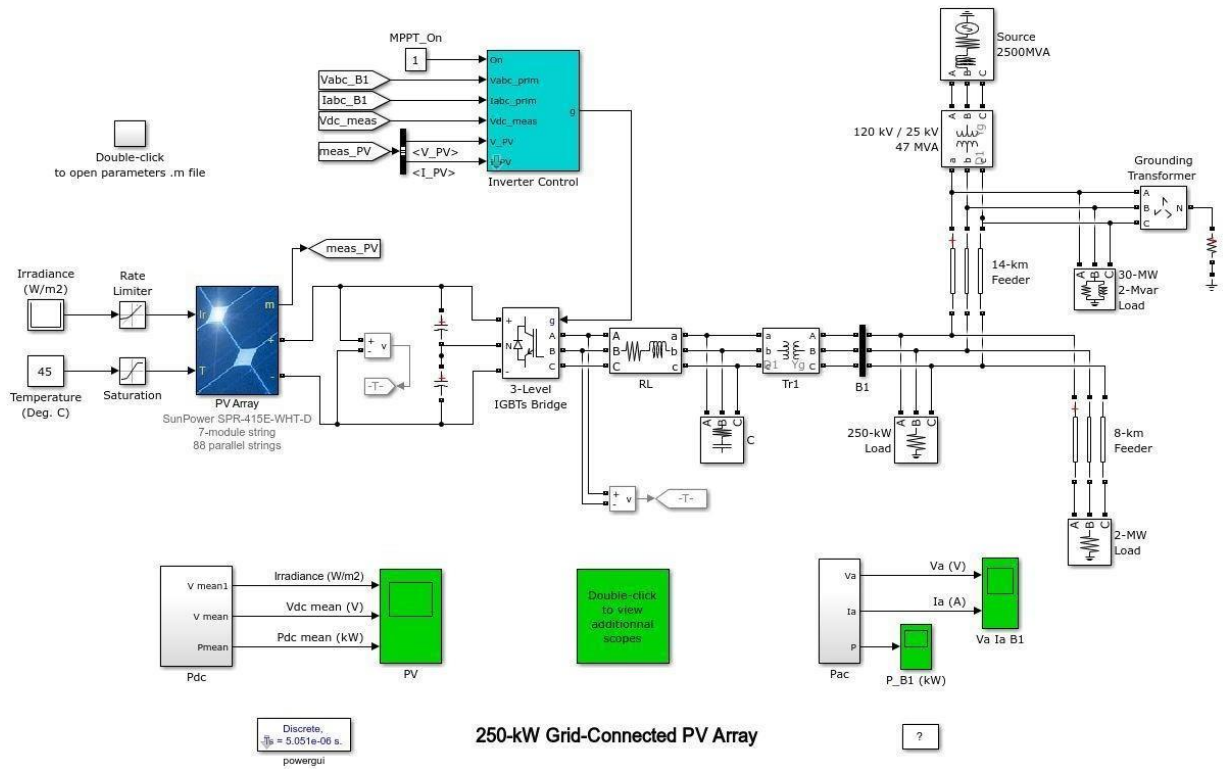 MPPT_On
1
Vabc_B1
Iabc_B1
Vdc_meas
meas_PV
<V_PV>
<I_PV>
On
Vabc_prim
Iabc_prim
Vdc_meas
V_PV
I_PV
g
Inverter Control
Double-click
to open parameters .m file
Source
2500MVA
A B C
A B C
Yg
D1
a b c
120 kV / 25 kV
47 MVA
Grounding
Transformer
A
B
C
N
14-km
Feeder
A B C
30-MW
2-Mvar
Load
meas_PV
Irradiance
(W/m2)
Rate
Limiter
45
Temperature
(Deg. C)
Saturation
Ir
T
m
+
-
PV Array
SunPower SPR-415E-WHT-D
7-module string
88 parallel strings
+
-
v
-T-
+
N
-
g
A
B
C
3-Level
IGBTs Bridge
A
B
C
a
b
c
RL
a
b
c
D1 Yg
A
B
C
Tr1
B1
A B C
C
A B C
250-kW
Load
8-km
Feeder
A B C
2-MW
Load
+
-
v
-T-
V mean1
V mean
Pmean
Pdc
Irradiance (W/m2)
Vdc mean (V)
Pdc mean (kW)
PV
Double-click
to view
additionnal
scopes
Va
Ia
P
Pac
Va (V)
Ia (A)
Va Ia B1
P_B1 (kW)
Discrete,
Ts = 5.051e-06 s.
powergui
250-kW Grid-Connected PV Array
?